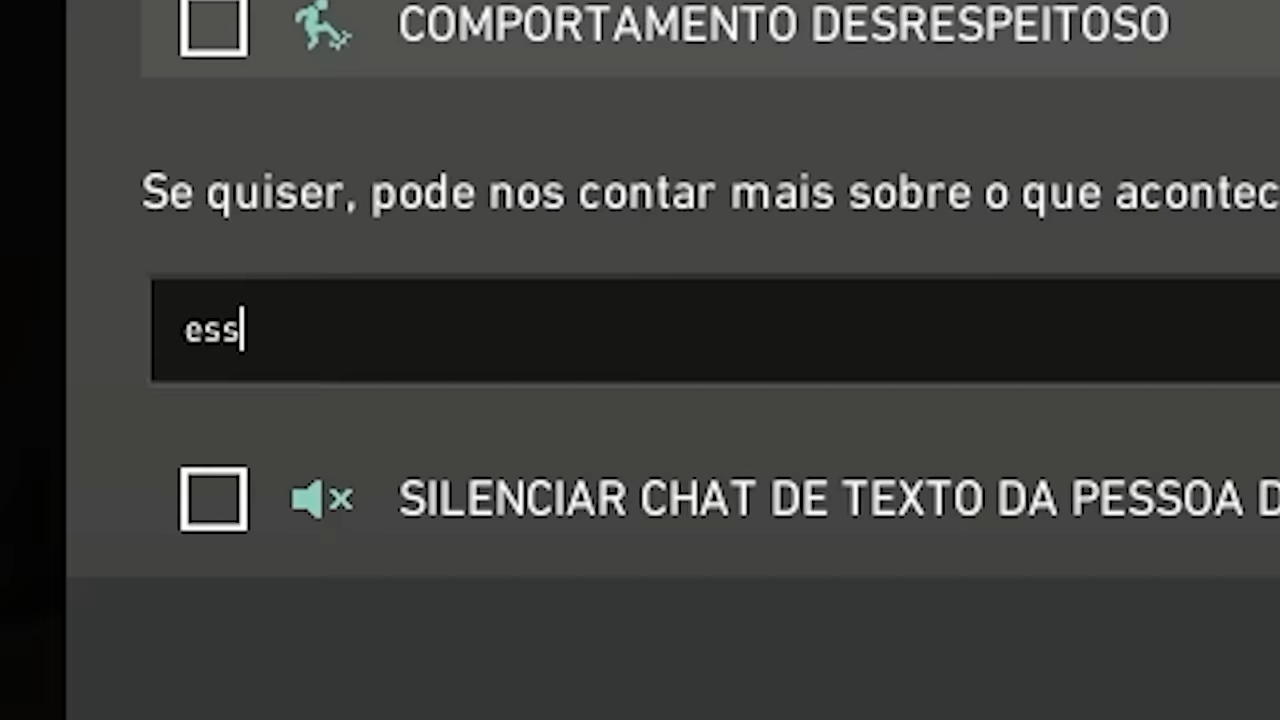 COMPORTAMENTO DESRESPEITOSO
Se quiser, pode nos contar mais sobre o que acontec
ess
SILENCIAR CHAT DE TEXTO DA PESSOA D